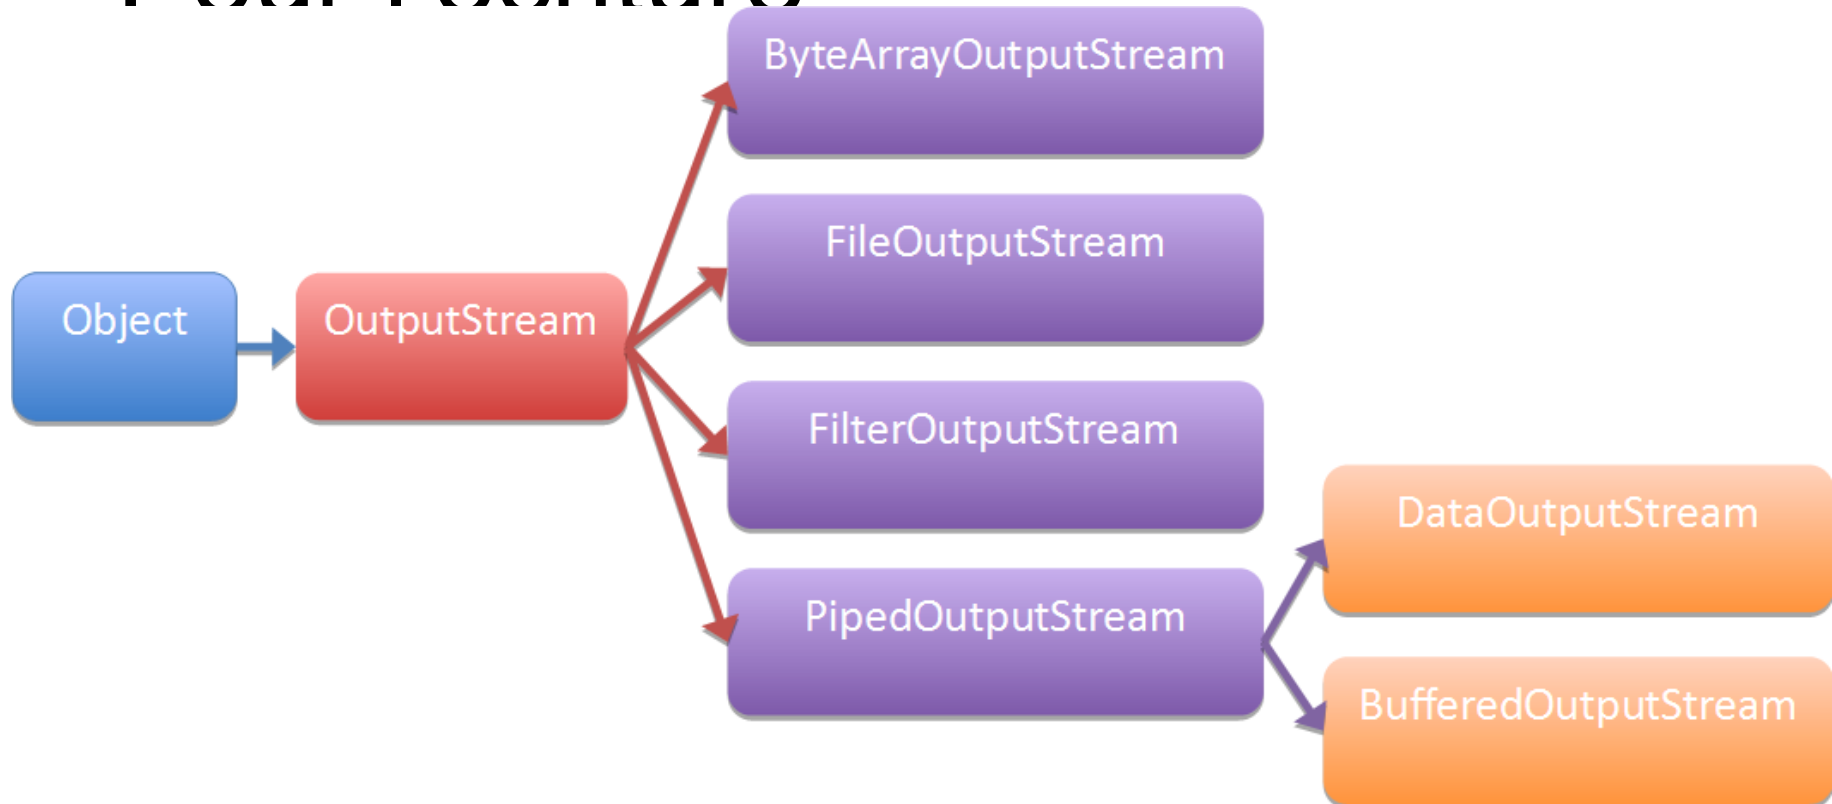 ByteArrayOutputStream
FileOutputStream
Object
OutputStream
FilterOutputStream
DataOutputStream
PipedOutputStream
BufferedOutputStream